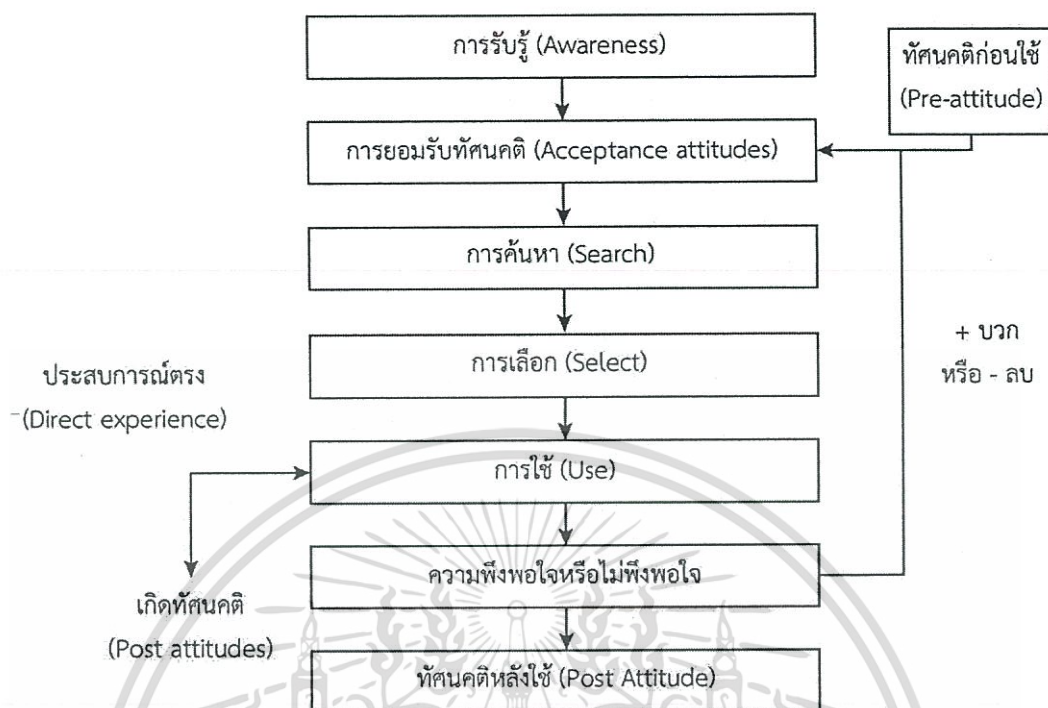 การรับรู้ (Awareness)
ทัศนคติก่อนใช้
(Pre-attitude)
การยอมรับทัศนคติ (Acceptance attitudes)
การค้นหา (Search)
+ บวก
หรือ - ลบ
การเลือก (Select)
ประสบการณ์ตรง
(Direct experience)
การใช้ (Use)
ความพึงพอใจหรือไม่พึงพอใจ
เกิดทัศนคติ
(Post attitudes)
ทัศนคติหลังใช้ (Post Attitude)